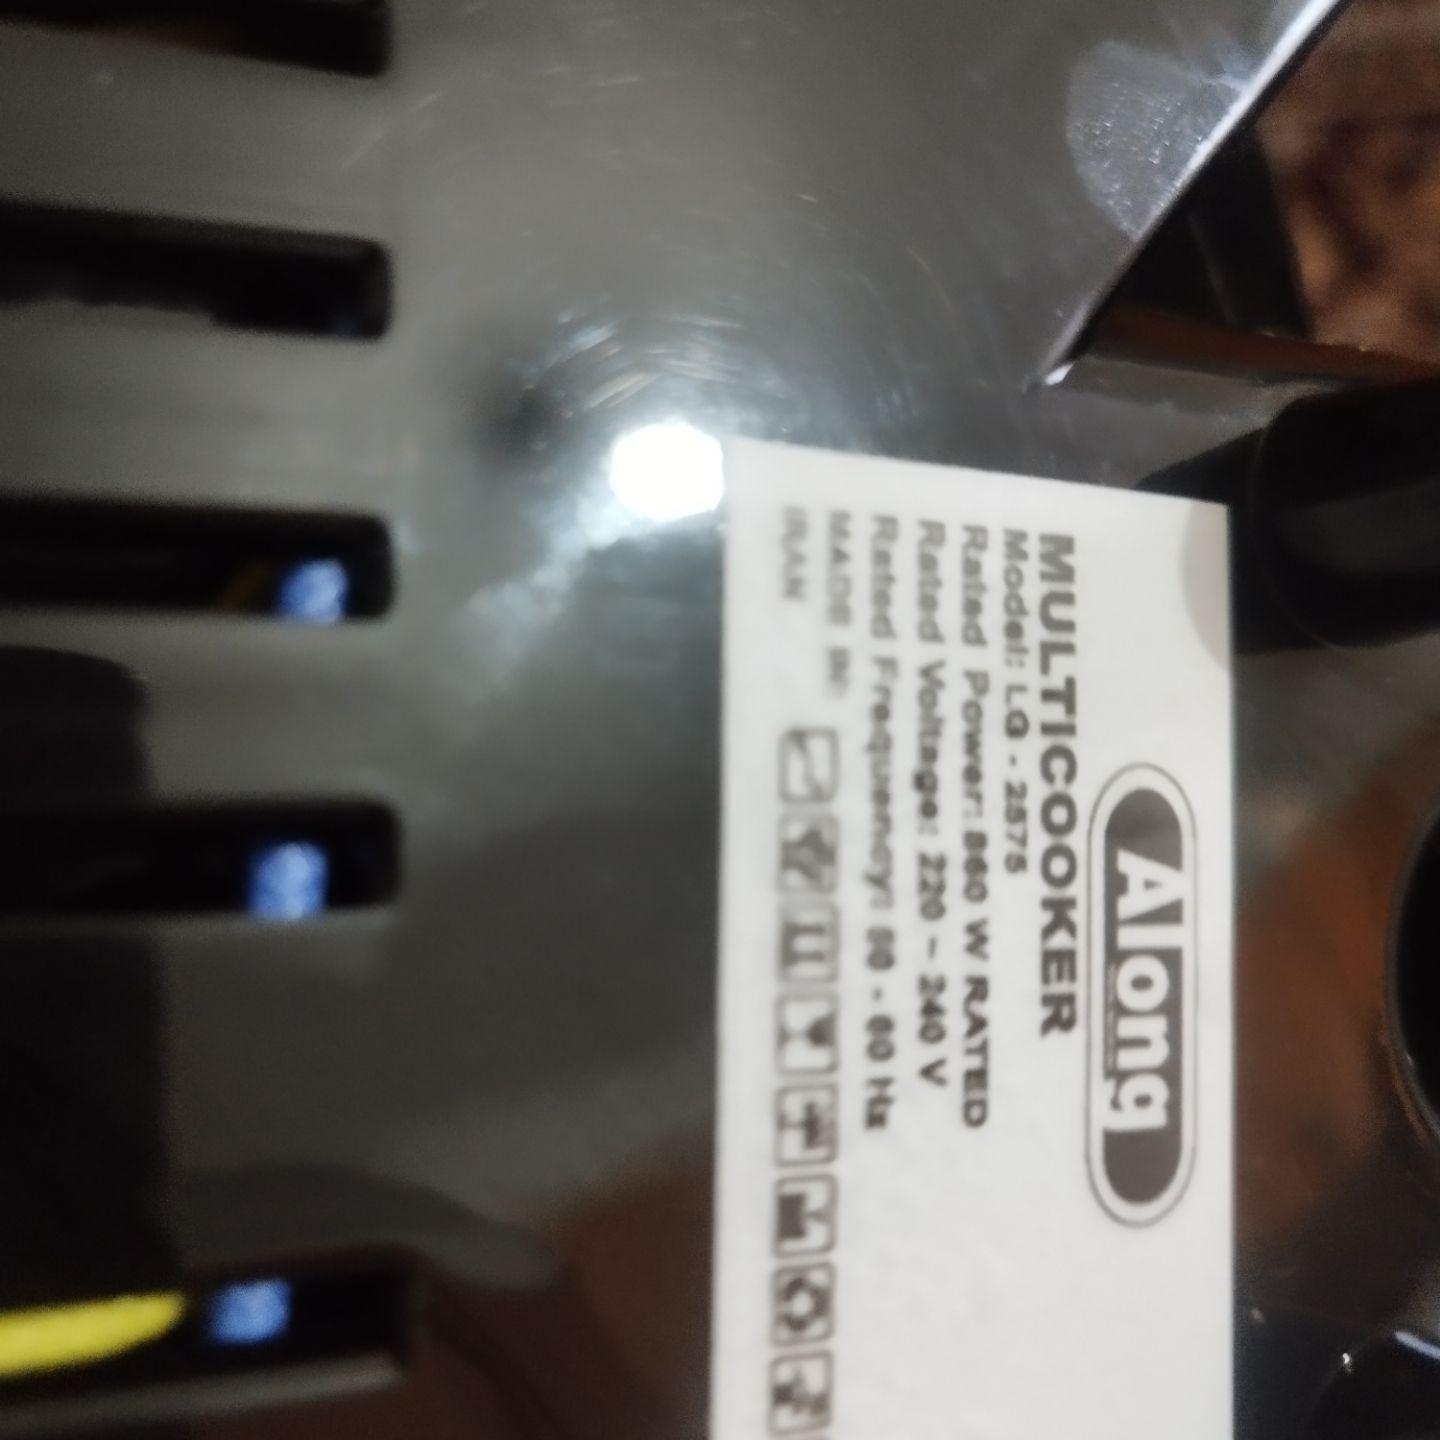 Along
MULTICOOKER
Model: LG - 2575
Rated Power: 860 W RATED
Rated Voltage: 220 ~ 240 V
Rated Frequency: 50 - 60 Hz
MADE IN:
IRAN